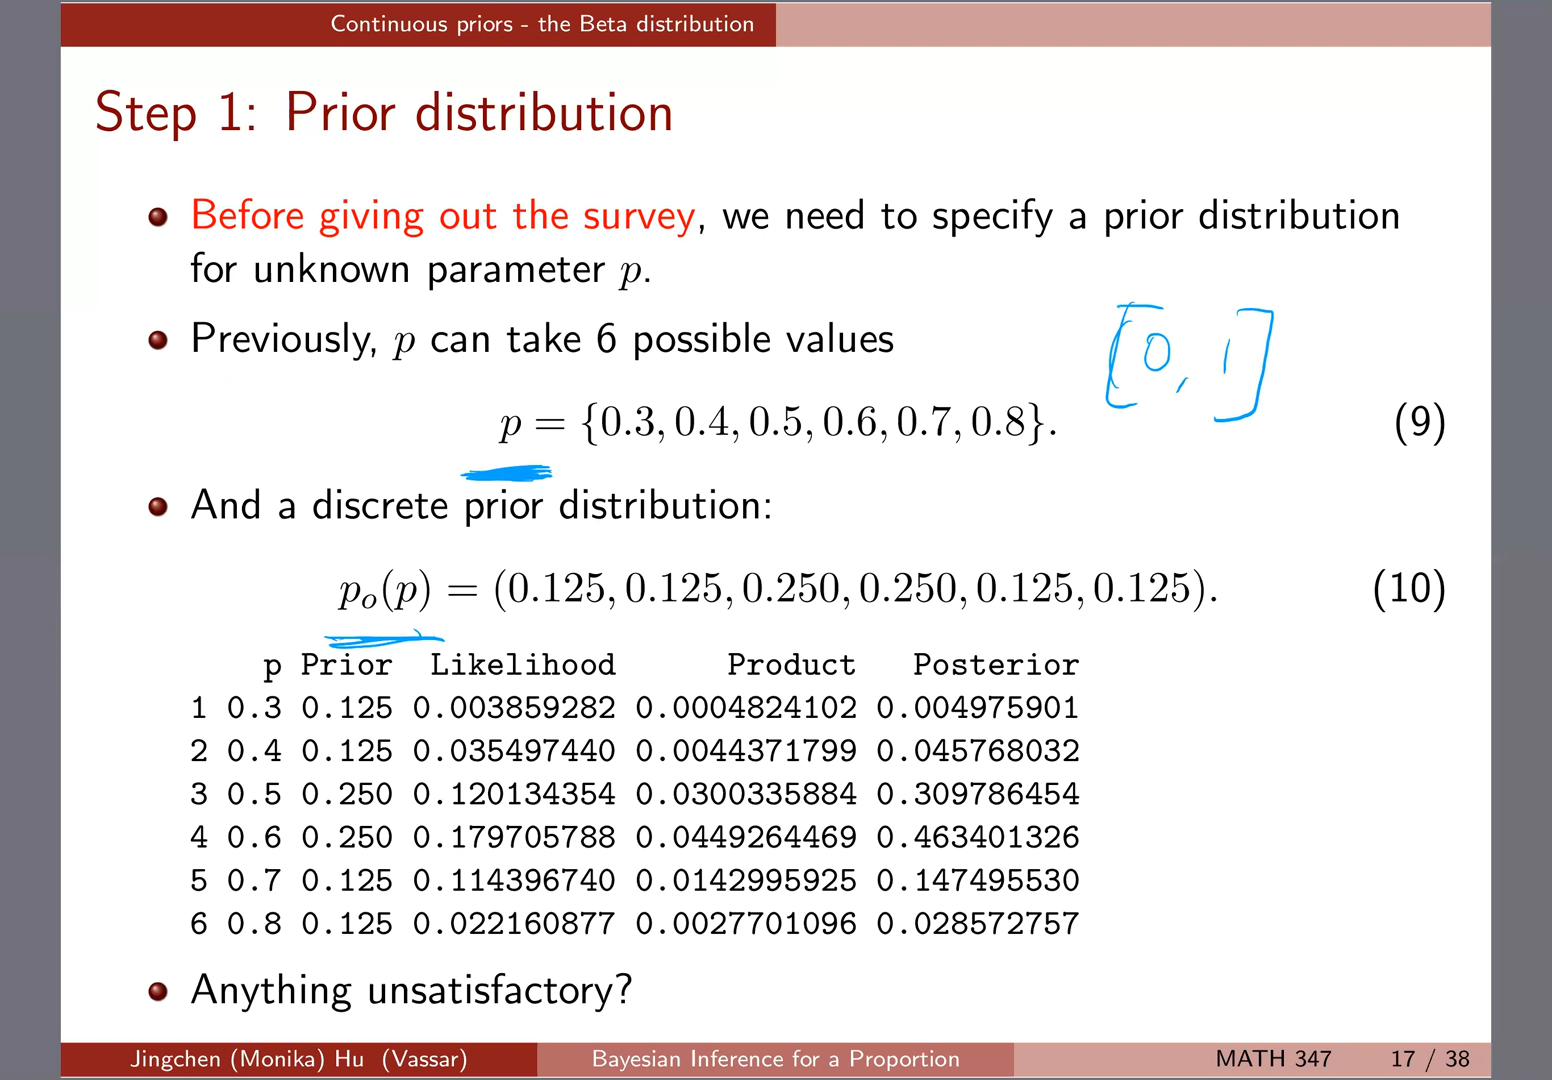 Continuous priors - the Beta distribution
Step 1: Prior distribution
Before giving out the survey, we need to specify a prior distribution
for unknown parameter p.
Previously, p can take 6 possible values
[0, 1]
p = {0.3, 0.4, 0.5, 0.6, 0.7, 0.8}. (9)
And a discrete prior distribution:
pₒ(p) = (0.125, 0.125, 0.250, 0.250, 0.125, 0.125). (10)
p Prior Likelihood Product Posterior
1 0.3 0.125 0.003859282 0.0004824102 0.004975901
2 0.4 0.125 0.035497440 0.0044371799 0.045768032
3 0.5 0.250 0.120134354 0.0300335884 0.309786454
4 0.6 0.250 0.179705788 0.0449264469 0.463401326
5 0.7 0.125 0.114396740 0.0142995925 0.147495530
6 0.8 0.125 0.022160877 0.0027701096 0.028572757
Anything unsatisfactory?
Jingchen (Monika) Hu (Vassar) Bayesian Inference for a Proportion MATH 347 17 / 38